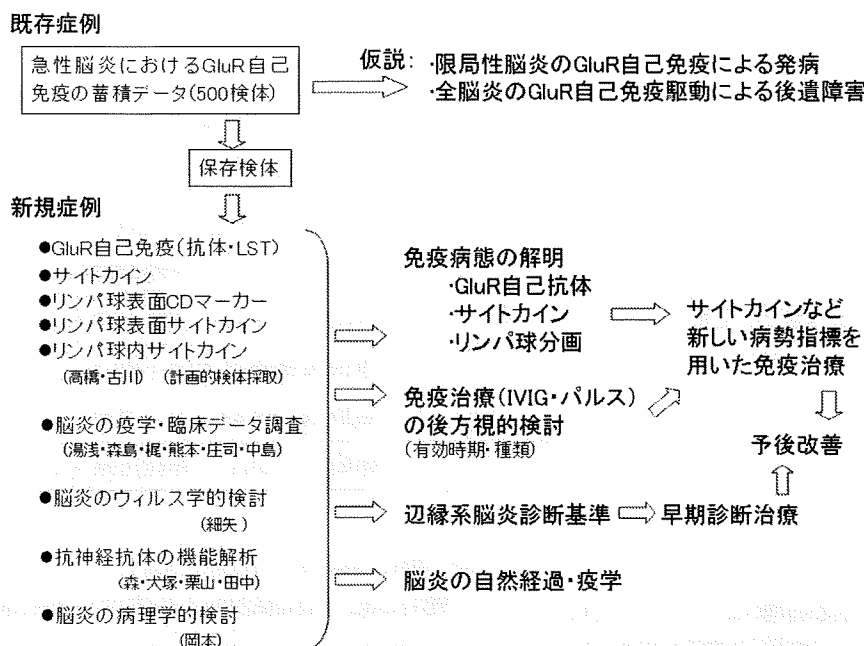 既存症例
急性脳炎におけるGluR自己
免疫の蓄積データ(500検体)
仮説: ・限局性脳炎のGluR自己免疫による発病
・全脳炎のGluR自己免疫駆動による後遺障害
保存検体
新規症例
●GluR自己免疫(抗体・LST)
●サイトカイン
●リンパ球表面CDマーカー
●リンパ球表面サイトカイン
●リンパ球内サイトカイン
(高橋・古川) (計画的検体採取)
●脳炎の疫学・臨床データ調査
(湯浅・森島・梶・熊本・庄司・中島)
●脳炎のウィルス学的検討
(細矢)
●抗神経抗体の機能解析
(森・犬塚・栗山・田中)
●脳炎の病理学的検討
(岡本)
免疫病態の解明
・GluR自己抗体
・サイトカイン
・リンパ球分画
免疫治療(IVIG・パルス)
の後方視的検討
(有効時期・種類)
辺縁系脳炎診断基準
早期診断治療
脳炎の自然経過・疫学
サイトカインなど
新しい病勢指標を
用いた免疫治療
予後改善